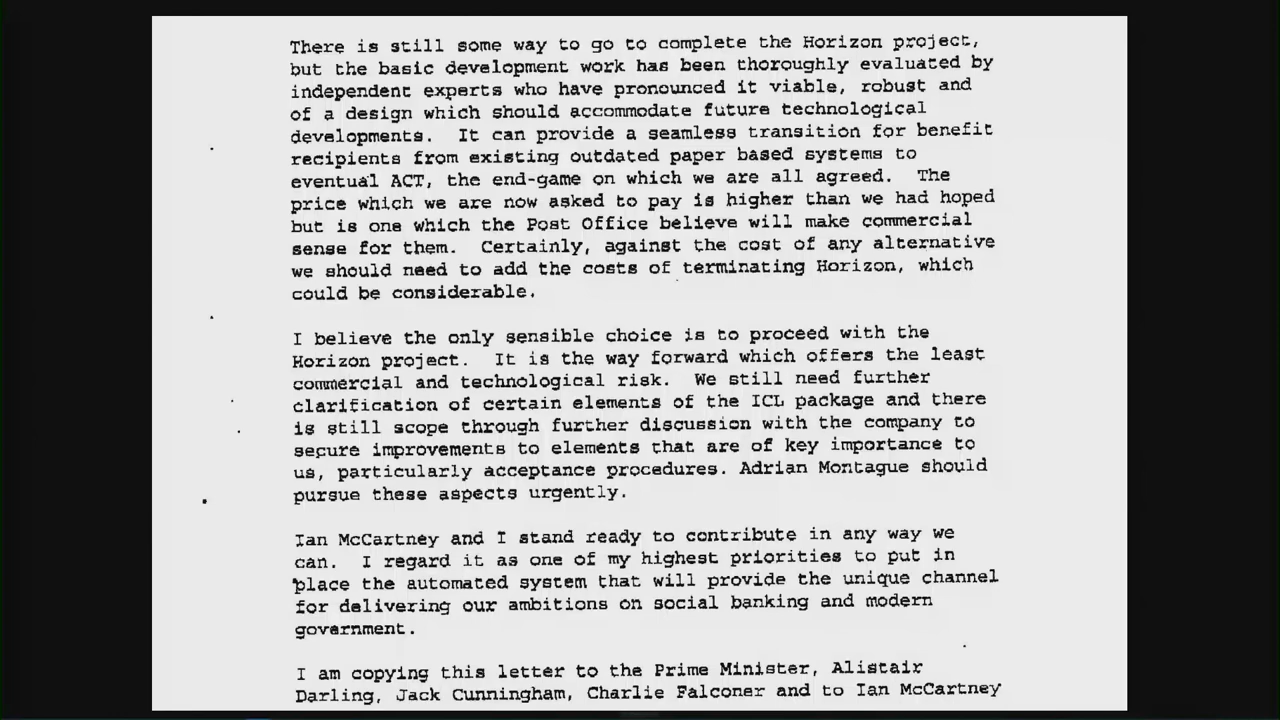 There is still some way to go to complete the Horizon project,
but the basic development work has been thoroughly evaluated by
independent experts who have pronounced it viable, robust and
of a design which should accommodate future technological
developments. It can provide a seamless transition for benefit
recipients from existing outdated paper based systems to
eventual ACT, the end-game on which we are all agreed. The
price which we are now asked to pay is higher than we had hoped
but is one which the Post Office believe will make commercial
sense for them. Certainly, against the cost of any alternative
we should need to add the costs of terminating Horizon, which
could be considerable.
I believe the only sensible choice is to proceed with the
Horizon project. It is the way forward which offers the least
commercial and technological risk. We still need further
clarification of certain elements of the ICL package and there
is still scope through further discussion with the company to
secure improvements to elements that are of key importance to
us, particularly acceptance procedures. Adrian Montague should
pursue these aspects urgently.
Ian McCartney and I stand ready to contribute in any way we
can. I regard it as one of my highest priorities to put in
place the automated system that will provide the unique channel
for delivering our ambitions on social banking and modern
government.
I am copying this letter to the Prime Minister, Alistair
Darling, Jack Cunningham, Charlie Falconer and to Ian McCartney